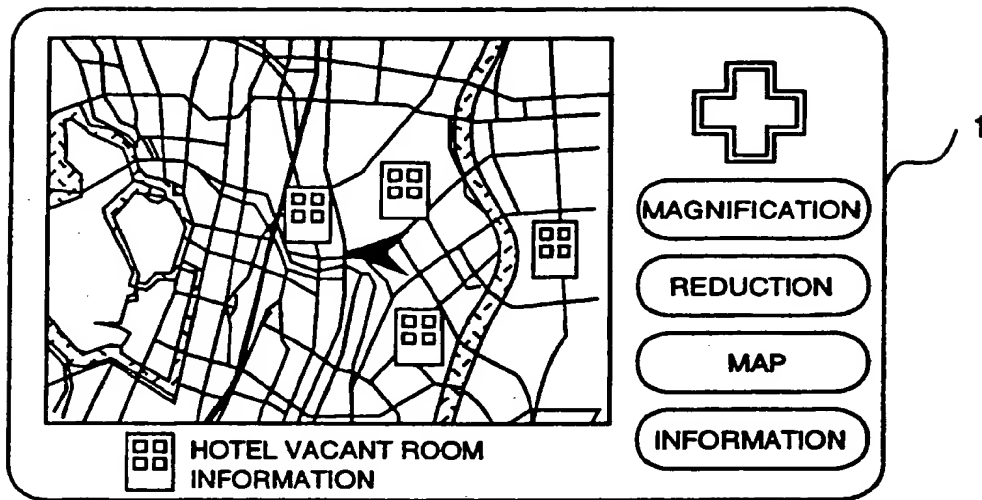 1
MAGNIFICATION
REDUCTION
MAP
INFORMATION
HOTEL VACANT ROOM
INFORMATION